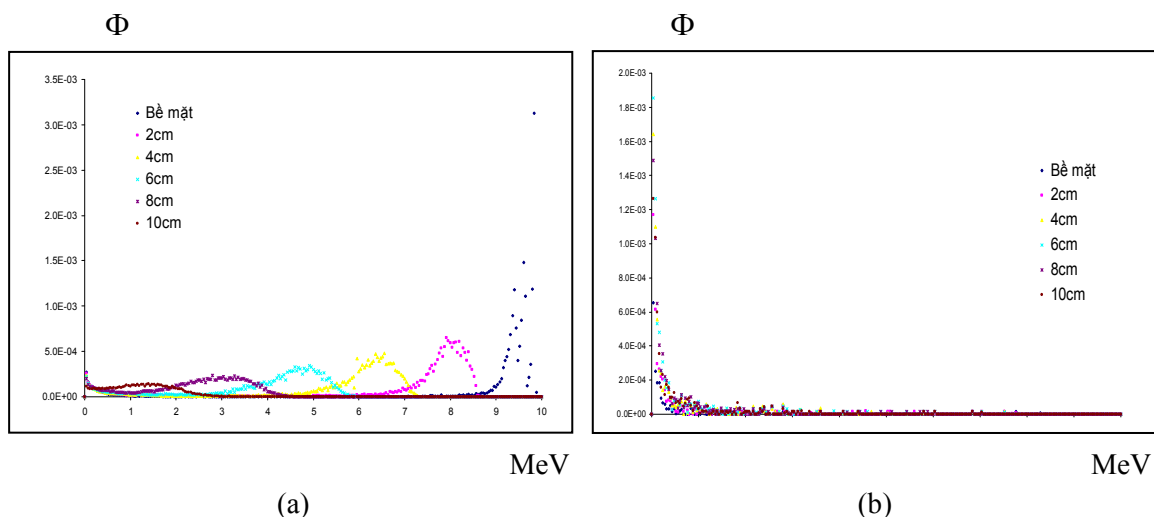 Φ
Φ
3.5E-03
3.0E-03
2.5E-03
2.0E-03
1.5E-03
1.0E-03
5.0E-04
0.0E+00
0 1 2 3 4 5 6 7 8 9 10
Bề mặt
2cm
4cm
6cm
8cm
10cm
MeV
(a)
2.0E-03
1.8E-03
1.6E-03
1.4E-03
1.2E-03
1.0E-03
8.0E-04
6.0E-04
4.0E-04
2.0E-04
0.0E+00
Bề mặt
2cm
4cm
6cm
8cm
10cm
MeV
(b)